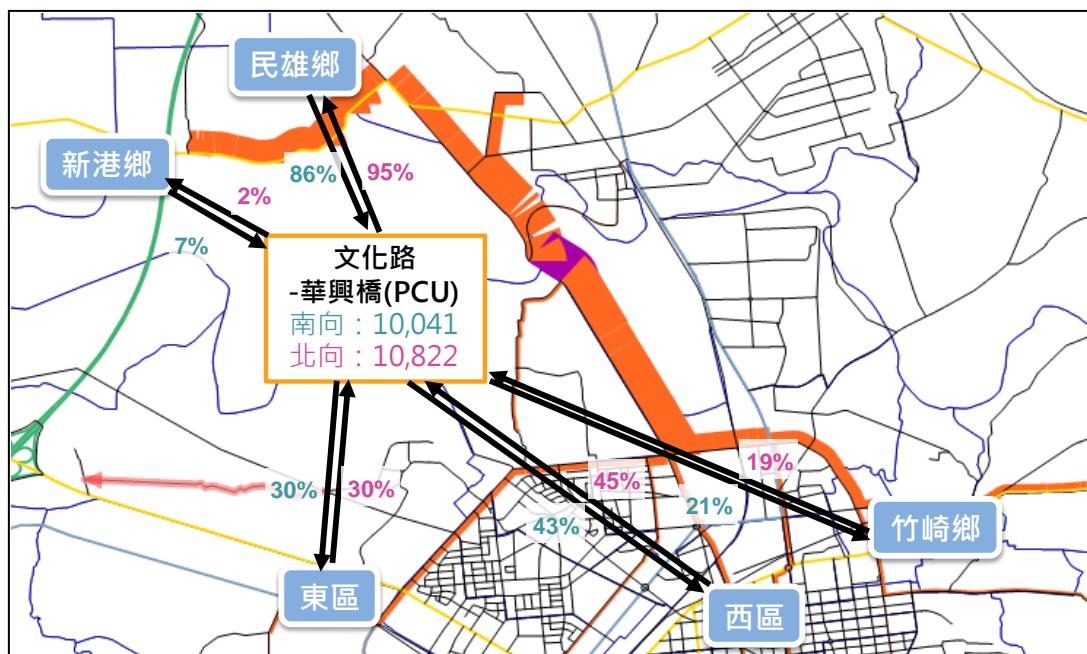 民雄鄉
新港鄉
86%
95%
2%
7%
文化路
-華興橋(PCU)
南向：10,041
北向：10,822
30%
30%
45%
43%
19%
21%
竹崎鄉
東區
西區